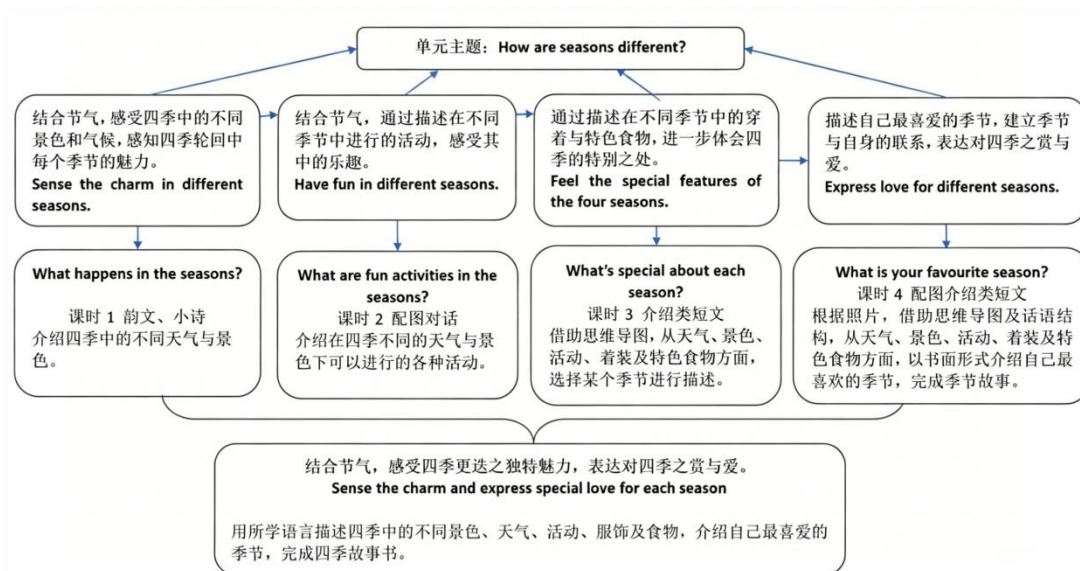 单元主题：How are seasons different?
结合节气，感受四季中的不同
景色和气候，感知四季轮回中
每个季节的魅力。
Sense the charm in different
seasons.
结合节气，通过描述在不同
季节中进行的活动，感受其
中的乐趣。
Have fun in different seasons.
通过描述在不同季节中的穿
着与特色食物，进一步体会四
季的特别之处。
Feel the special features of
the four seasons.
描述自己最喜爱的季节，建立季节
与自身的联系，表达对四季之赏与
爱。
Express love for different seasons.
What happens in the seasons?
课时 1 韵文、小诗
介绍四季中的不同天气与景
色。
What are fun activities in the
seasons?
课时 2 配图对话
介绍在四季不同的天气与景
色下可以进行的各种活动。
What's special about each
season?
课时 3 介绍类短文
借助思维导图，从天气、景色、
活动、着装及特色食物方面，
选择某个季节进行描述。
What is your favourite season?
课时 4 配图介绍类短文
根据照片，借助思维导图及话语结
构，从天气、景色、活动、着装及特
色食物方面，以书面形式介绍自己最
喜欢的季节，完成季节故事。
结合节气，感受四季更迭之独特魅力，表达对四季之赏与爱。
Sense the charm and express special love for each season
用所学语言描述四季中的不同景色、天气、活动、服饰及食物，介绍自己最喜爱的
季节，完成四季故事书。